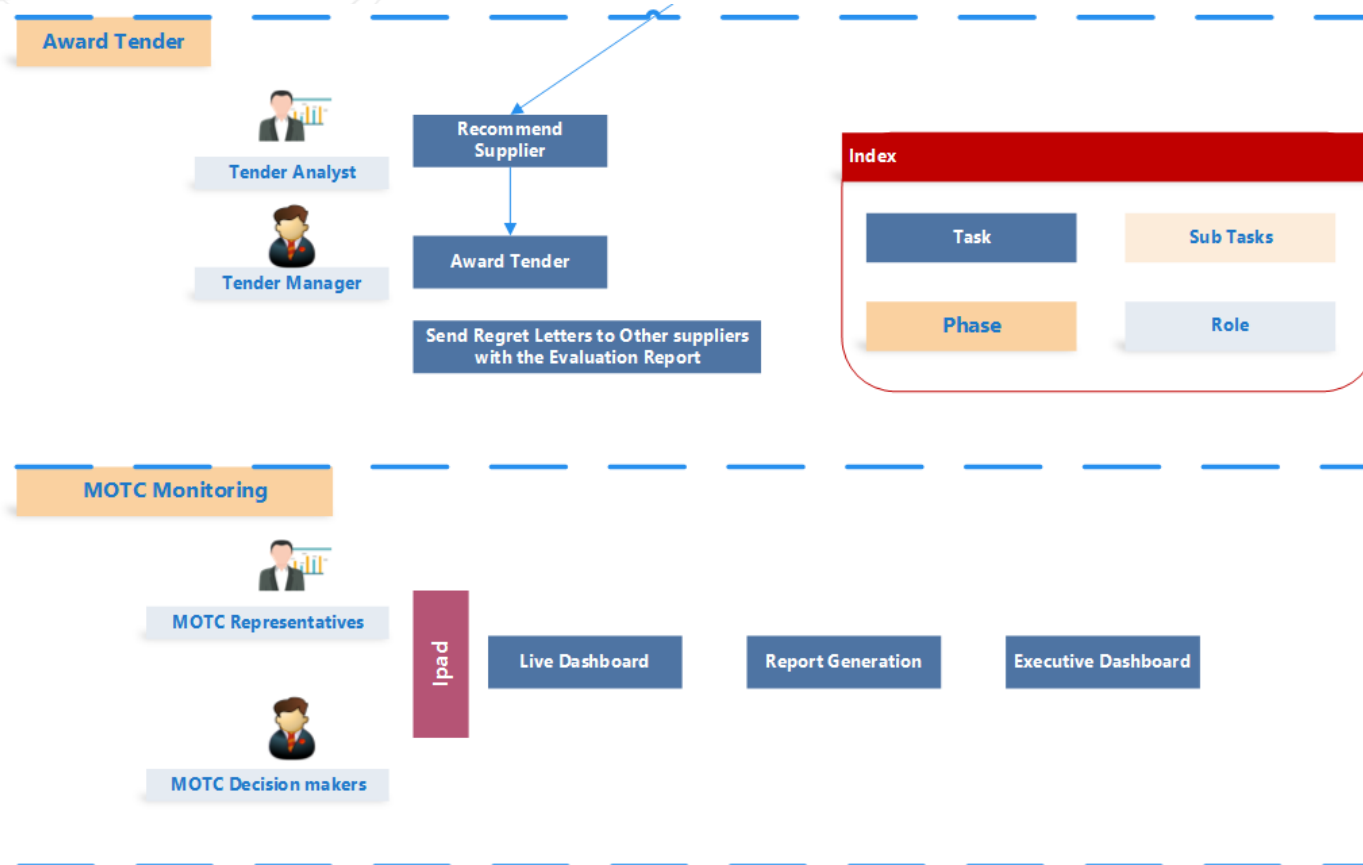 Award Tender
Tender Analyst
Recommend
Supplier
Tender Manager
Award Tender
Send Regret Letters to Other suppliers
with the Evaluation Report
Index
Task
Sub Tasks
Phase
Role
MOTC Monitoring
MOTC Representatives
MOTC Decision makers
Ipad
Live Dashboard
Report Generation
Executive Dashboard